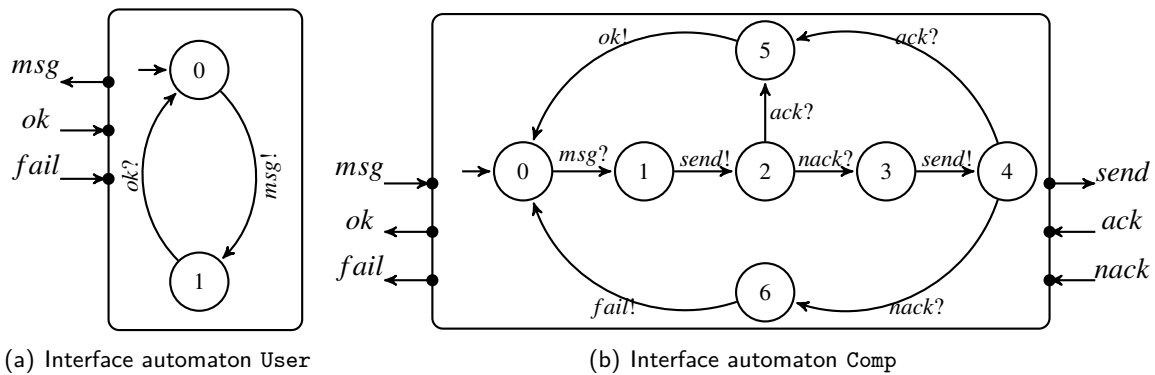 msg
ok
fail
0
1
ok?
msg!
(a) Interface automaton User
msg
ok
fail
0
msg?
1
send!
2
nack?
3
send!
4
ack?
5
ok!
ack?
6
fail!
nack?
send
ack
nack
(b) Interface automaton Comp